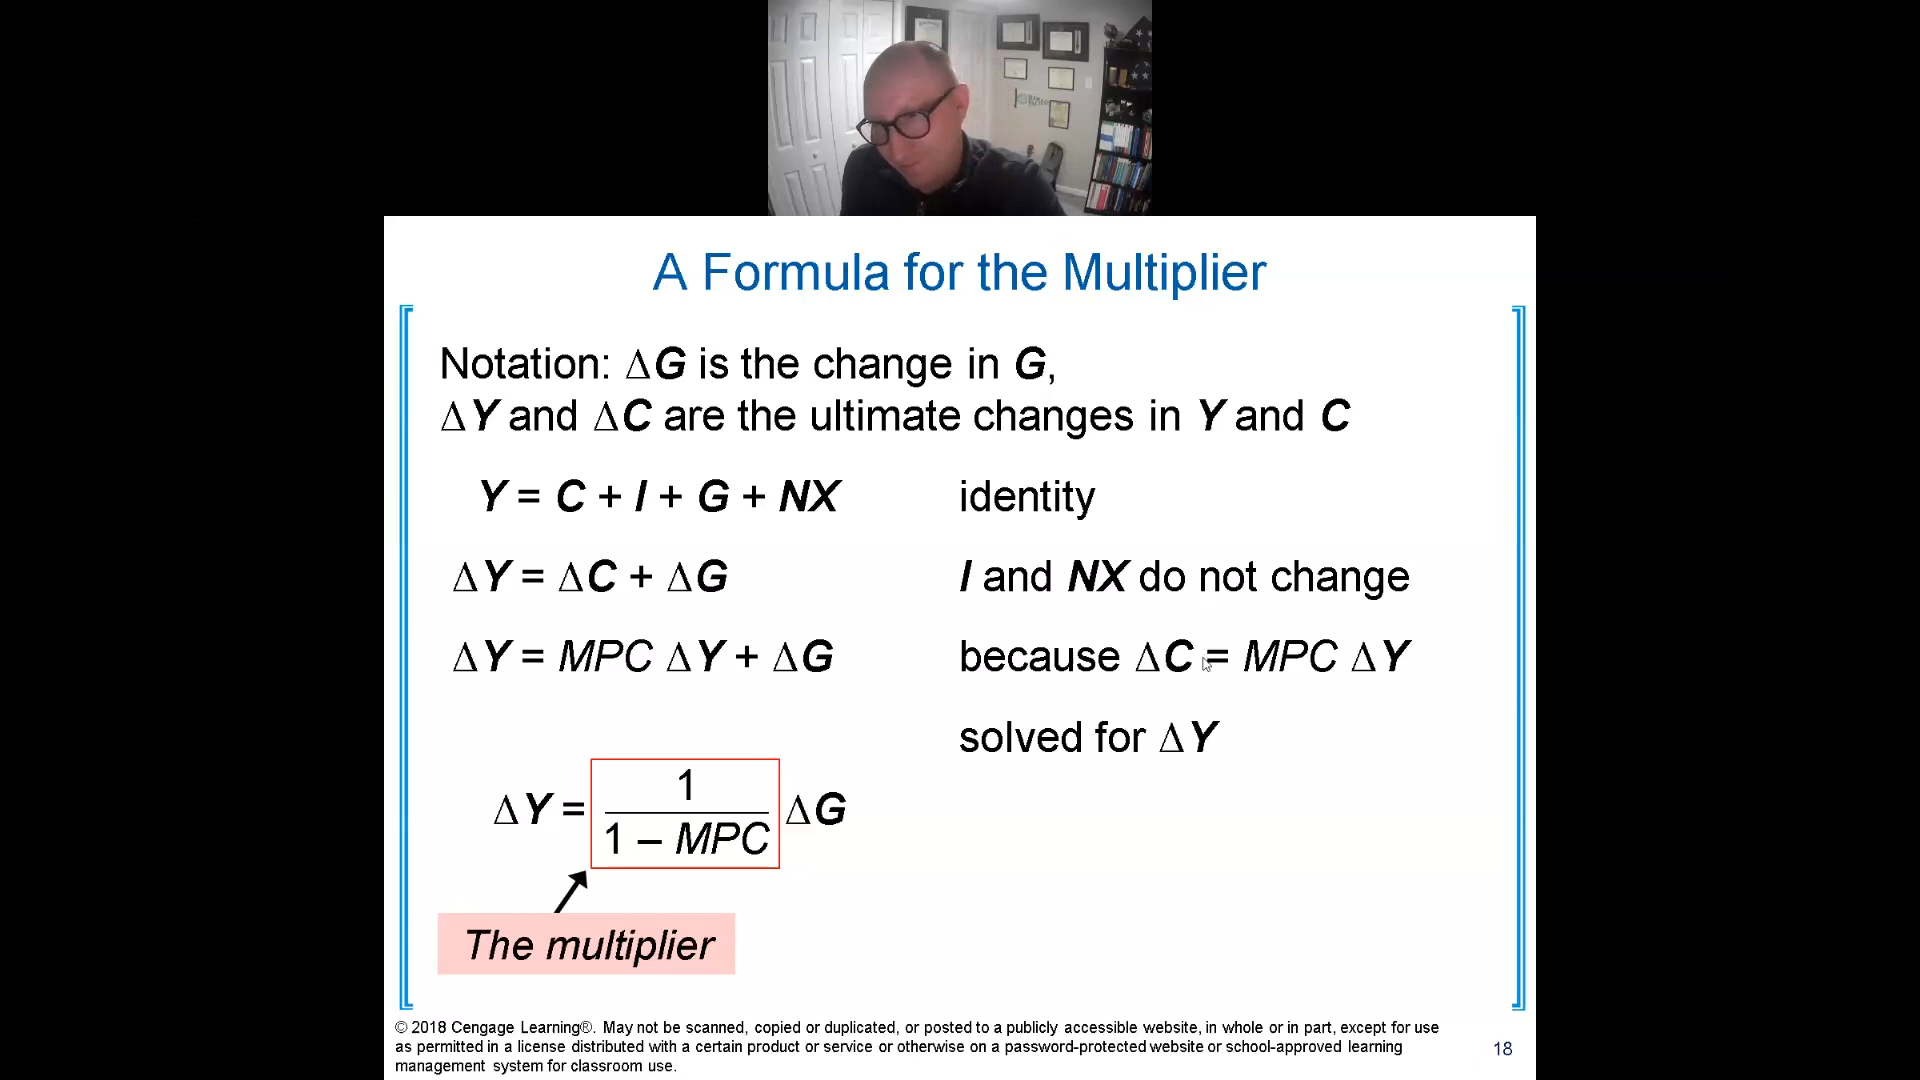 A Formula for the Multiplier
Notation: ΔG is the change in G,
ΔY and ΔC are the ultimate changes in Y and C
Y = C + I + G + NX identity
ΔY = ΔC + ΔG I and NX do not change
ΔY = MPC ΔY + ΔG because ΔC = MPC ΔY
solved for ΔY
ΔY = 1 / (1 – MPC) ΔG
The multiplier
© 2018 Cengage Learning®. May not be scanned, copied or duplicated, or posted to a publicly accessible website, in whole or in part, except for use
as permitted in a license distributed with a certain product or service or otherwise on a password-protected website or school-approved learning
management system for classroom use.
18